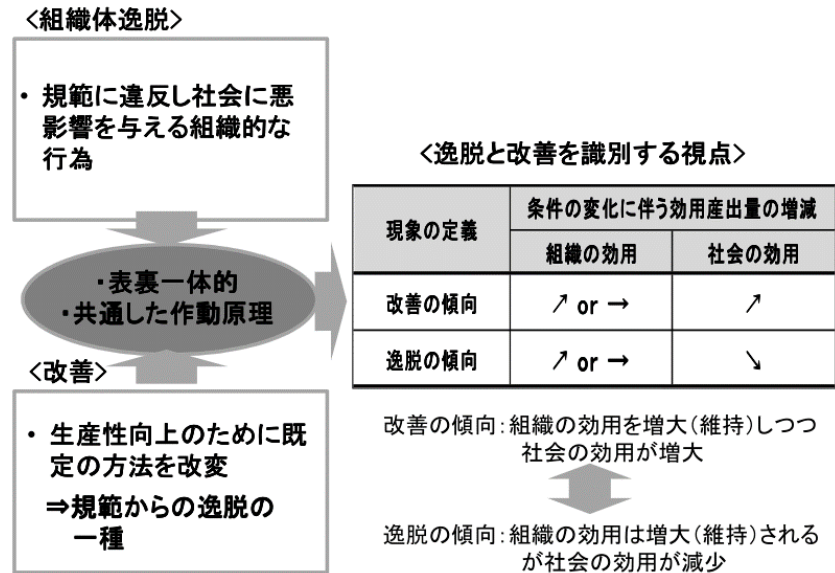 <組織体逸脱>
・ 規範に違反し社会に悪
影響を与える組織的な
行為
・表裏一体的
・共通した作動原理
<改善>
・ 生産性向上のために既
定の方法を改変
⇒規範からの逸脱の
一種
<逸脱と改善を識別する視点>
現象の定義
条件の変化に伴う効用産出量の増減
組織の効用 社会の効用
改善の傾向 ↗ or → ↗
逸脱の傾向 ↗ or → ↘
改善の傾向:組織の効用を増大(維持)しつつ
社会の効用が増大
逸脱の傾向:組織の効用は増大(維持)される
が社会の効用が減少